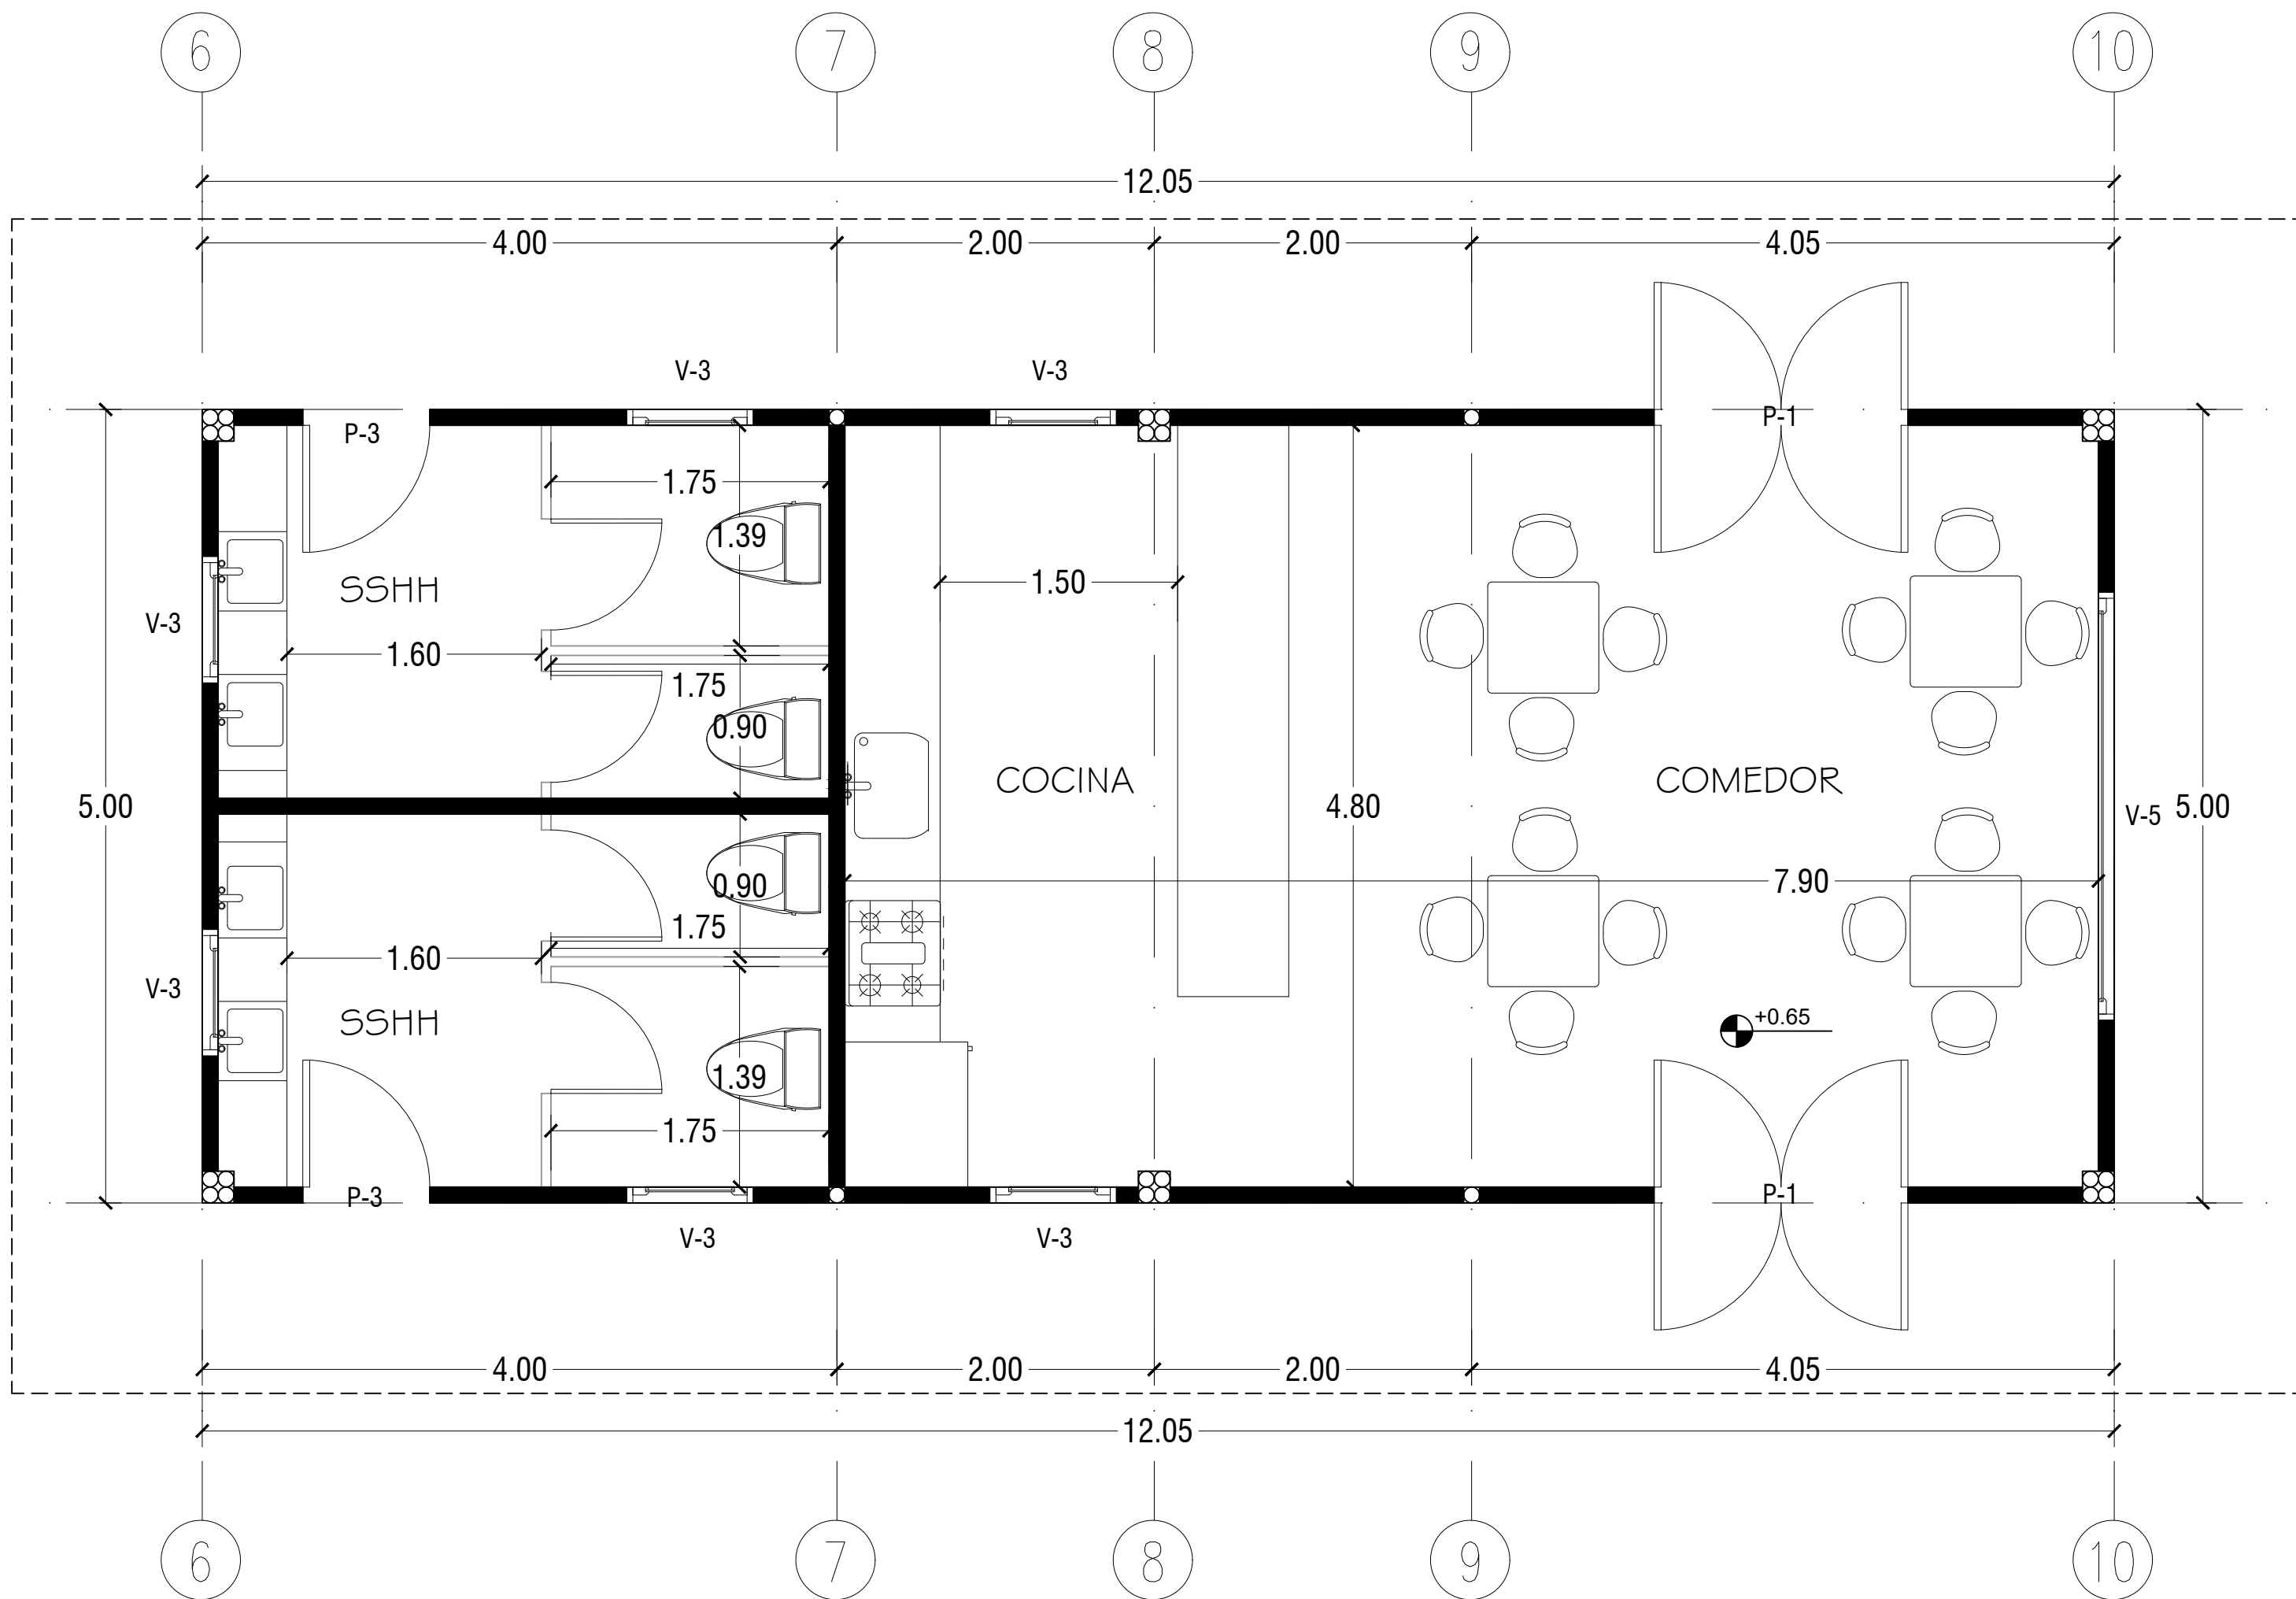 6 7 8 9 10
12.05
4.00 2.00 2.00 4.05
V-3 V-3
P-3 P-1
1.75
1.39
1.50
SSHH
V-3
1.60
1.75
0.90
COCINA COMEDOR
5.00 4.80 V-5 5.00
0.90 7.90
1.75
1.60
V-3
SSHH +0.65
1.39
1.75
P-3 P-1
V-3 V-3
4.00 2.00 2.00 4.05
12.05
6 7 8 9 10